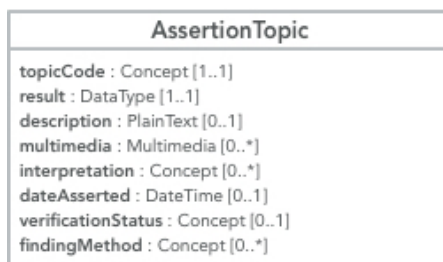 AssertionTopic
topicCode : Concept [1..1]
result : DataType [1..1]
description : PlainText [0..1]
multimedia : Multimedia [0..*]
interpretation : Concept [0..*]
dateAsserted : DateTime [0..1]
verificationStatus : Concept [0..1]
findingMethod : Concept [0..*]